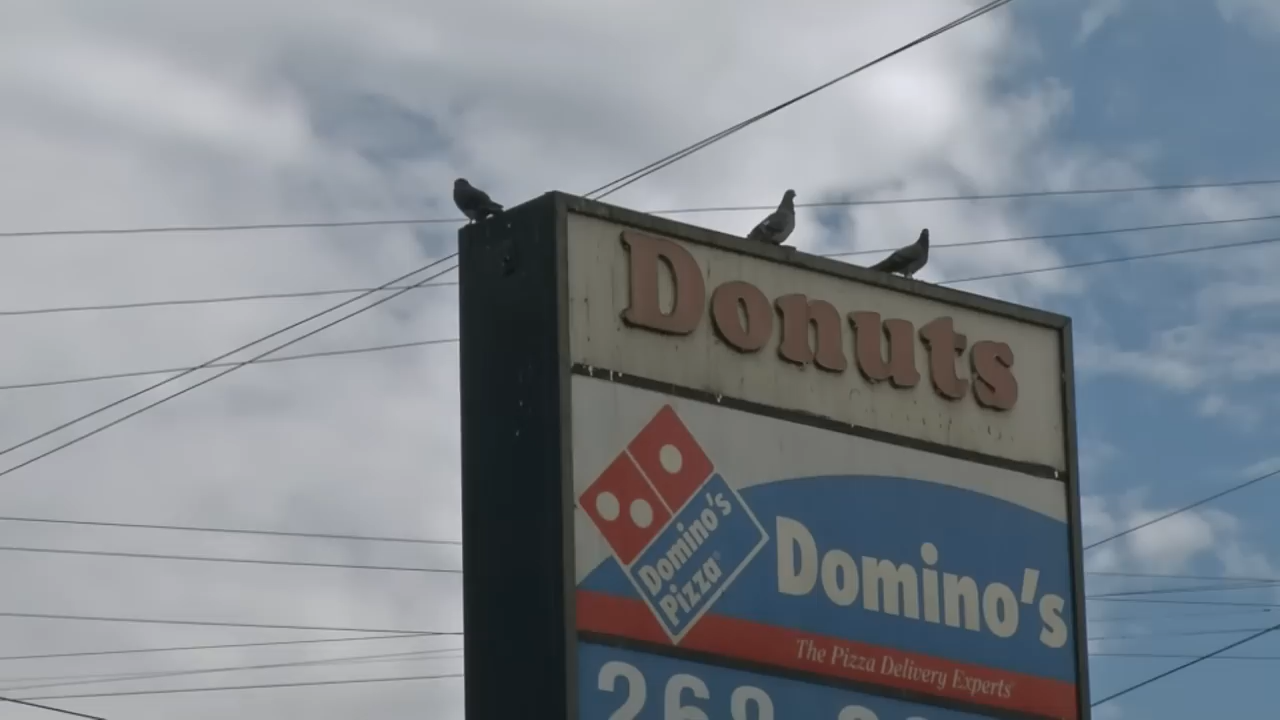 Donuts
Domino's
Pizza
Domino's
The Pizza Delivery Experts